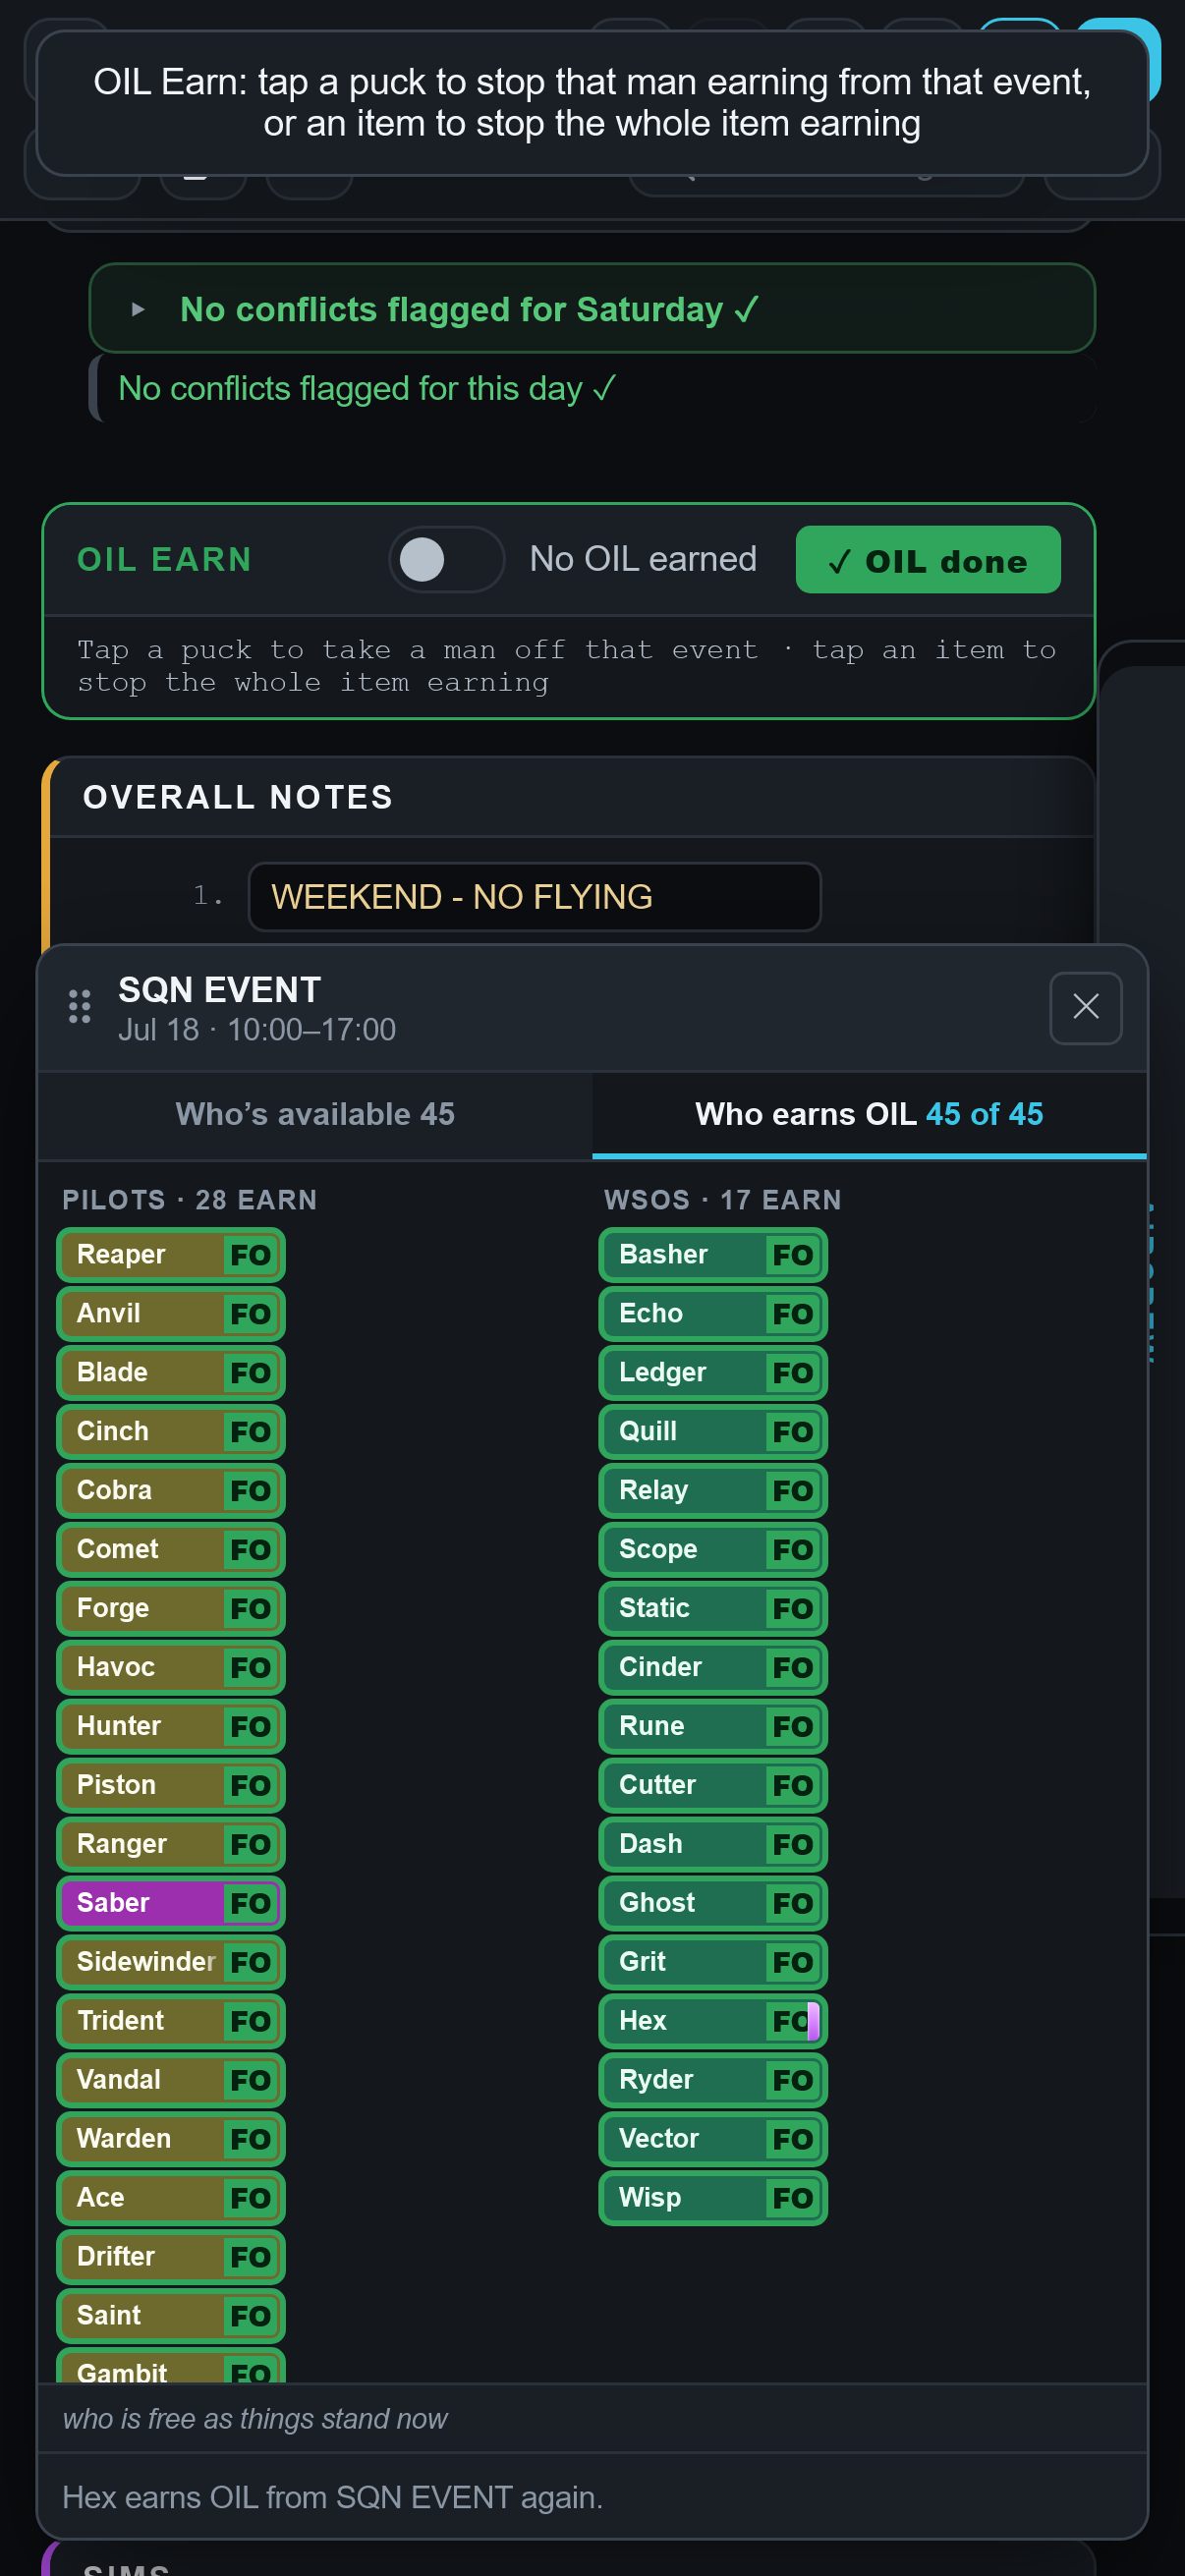 OIL Earn: tap a puck to stop that man earning from that event,
or an item to stop the whole item earning
No conflicts flagged for Saturday ✓
No conflicts flagged for this day ✓
OIL EARN
No OIL earned
✓ OIL done
Tap a puck to take a man off that event · tap an item to
stop the whole item earning
OVERALL NOTES
1.
WEEKEND - NO FLYING
SQN EVENT
Jul 18 · 10:00–17:00
Who’s available 45
Who earns OIL 45 of 45
PILOTS · 28 EARN
Reaper FO
Anvil FO
Blade FO
Cinch FO
Cobra FO
Comet FO
Forge FO
Havoc FO
Hunter FO
Piston FO
Ranger FO
Saber FO
Sidewinder FO
Trident FO
Vandal FO
Warden FO
Ace FO
Drifter FO
Saint FO
Gambit FO
WSOS · 17 EARN
Basher FO
Echo FO
Ledger FO
Quill FO
Relay FO
Scope FO
Static FO
Cinder FO
Rune FO
Cutter FO
Dash FO
Ghost FO
Grit FO
Hex FO
Ryder FO
Vector FO
Wisp FO
who is free as things stand now
Hex earns OIL from SQN EVENT again.
SIMS